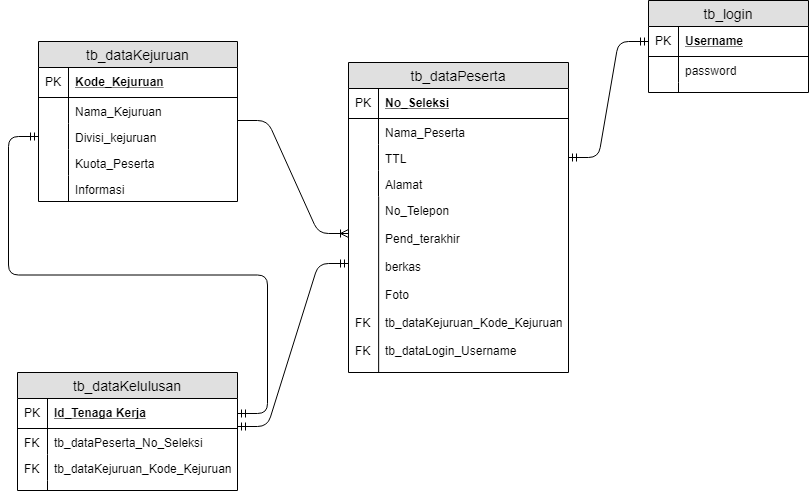 tb_login
PK Username
password
tb_dataKejuruan
PK Kode_Kejuruan
Nama_Kejuruan
Divisi_kejuruan
Kuota_Peserta
Informasi
tb_dataPeserta
PK No_Seleksi
Nama_Peserta
TTL
Alamat
No_Telepon
Pend_terakhir
berkas
Foto
FK tb_dataKejuruan_Kode_Kejuruan
FK tb_dataLogin_Username
tb_dataKelulusan
PK Id_Tenaga Kerja
FK tb_dataPeserta_No_Seleksi
FK tb_dataKejuruan_Kode_Kejuruan